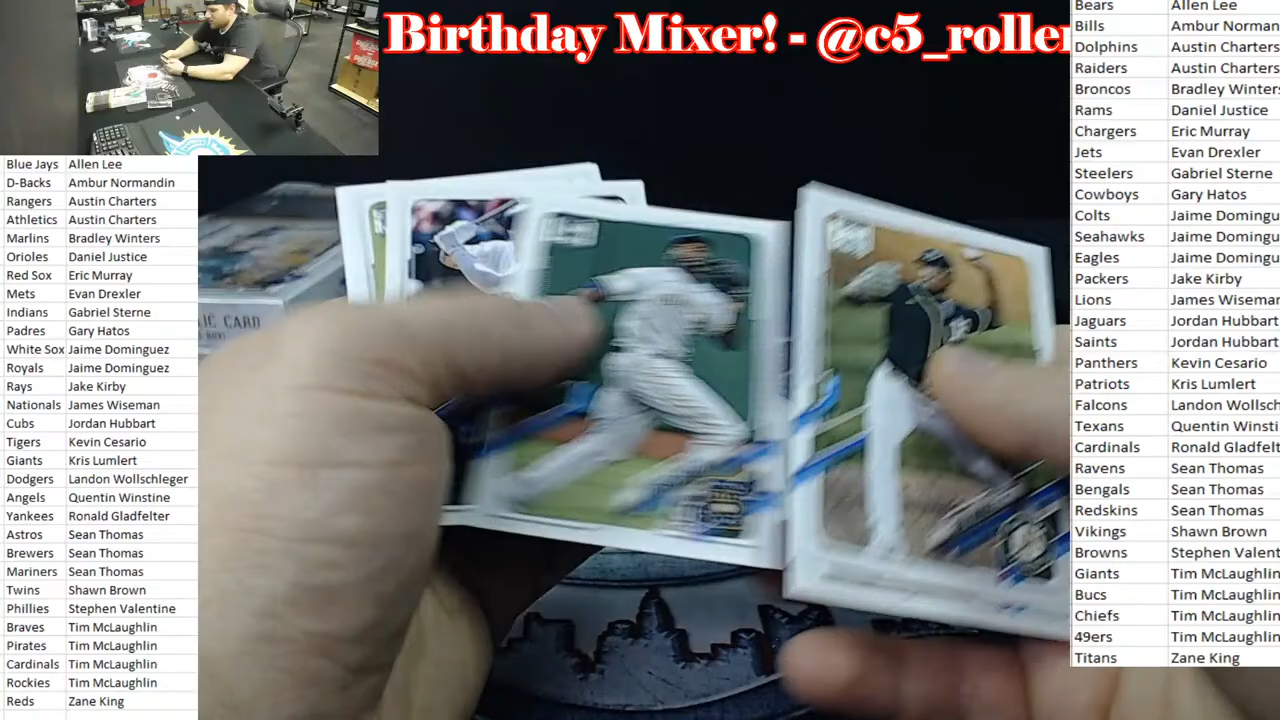 Birthday Mixer! - @c5_roller
Blue Jays Allen Lee
D-Backs Ambur Normandin
Rangers Austin Charters
Athletics Austin Charters
Marlins Bradley Winters
Orioles Daniel Justice
Red Sox Eric Murray
Mets Evan Drexler
Indians Gabriel Sterne
Padres Gary Hatos
White Sox Jaime Dominguez
Royals Jaime Dominguez
Rays Jake Kirby
Nationals James Wiseman
Cubs Jordan Hubbart
Tigers Kevin Cesario
Giants Kris Lumlert
Dodgers Landon Wollschleger
Angels Quentin Winstine
Yankees Ronald Gladfelter
Astros Sean Thomas
Brewers Sean Thomas
Mariners Sean Thomas
Twins Shawn Brown
Phillies Stephen Valentine
Braves Tim McLaughlin
Pirates Tim McLaughlin
Cardinals Tim McLaughlin
Rockies Tim McLaughlin
Reds Zane King
CARD
Bears Allen Lee
Bills Ambur Norman
Dolphins Austin Charters
Raiders Austin Charters
Broncos Bradley Winters
Rams Daniel Justice
Chargers Eric Murray
Jets Evan Drexler
Steelers Gabriel Sterne
Cowboys Gary Hatos
Colts Jaime Domingu
Seahawks Jaime Domingu
Eagles Jaime Domingu
Packers Jake Kirby
Lions James Wiseman
Jaguars Jordan Hubbart
Saints Jordan Hubbart
Panthers Kevin Cesario
Patriots Kris Lumlert
Falcons Landon Wollsch
Texans Quentin Winsti
Cardinals Ronald Gladfelt
Ravens Sean Thomas
Bengals Sean Thomas
Redskins Sean Thomas
Vikings Shawn Brown
Browns Stephen Valent
Giants Tim McLaughlin
Bucs Tim McLaughlin
Chiefs Tim McLaughlin
49ers Tim McLaughlin
Titans Zane King